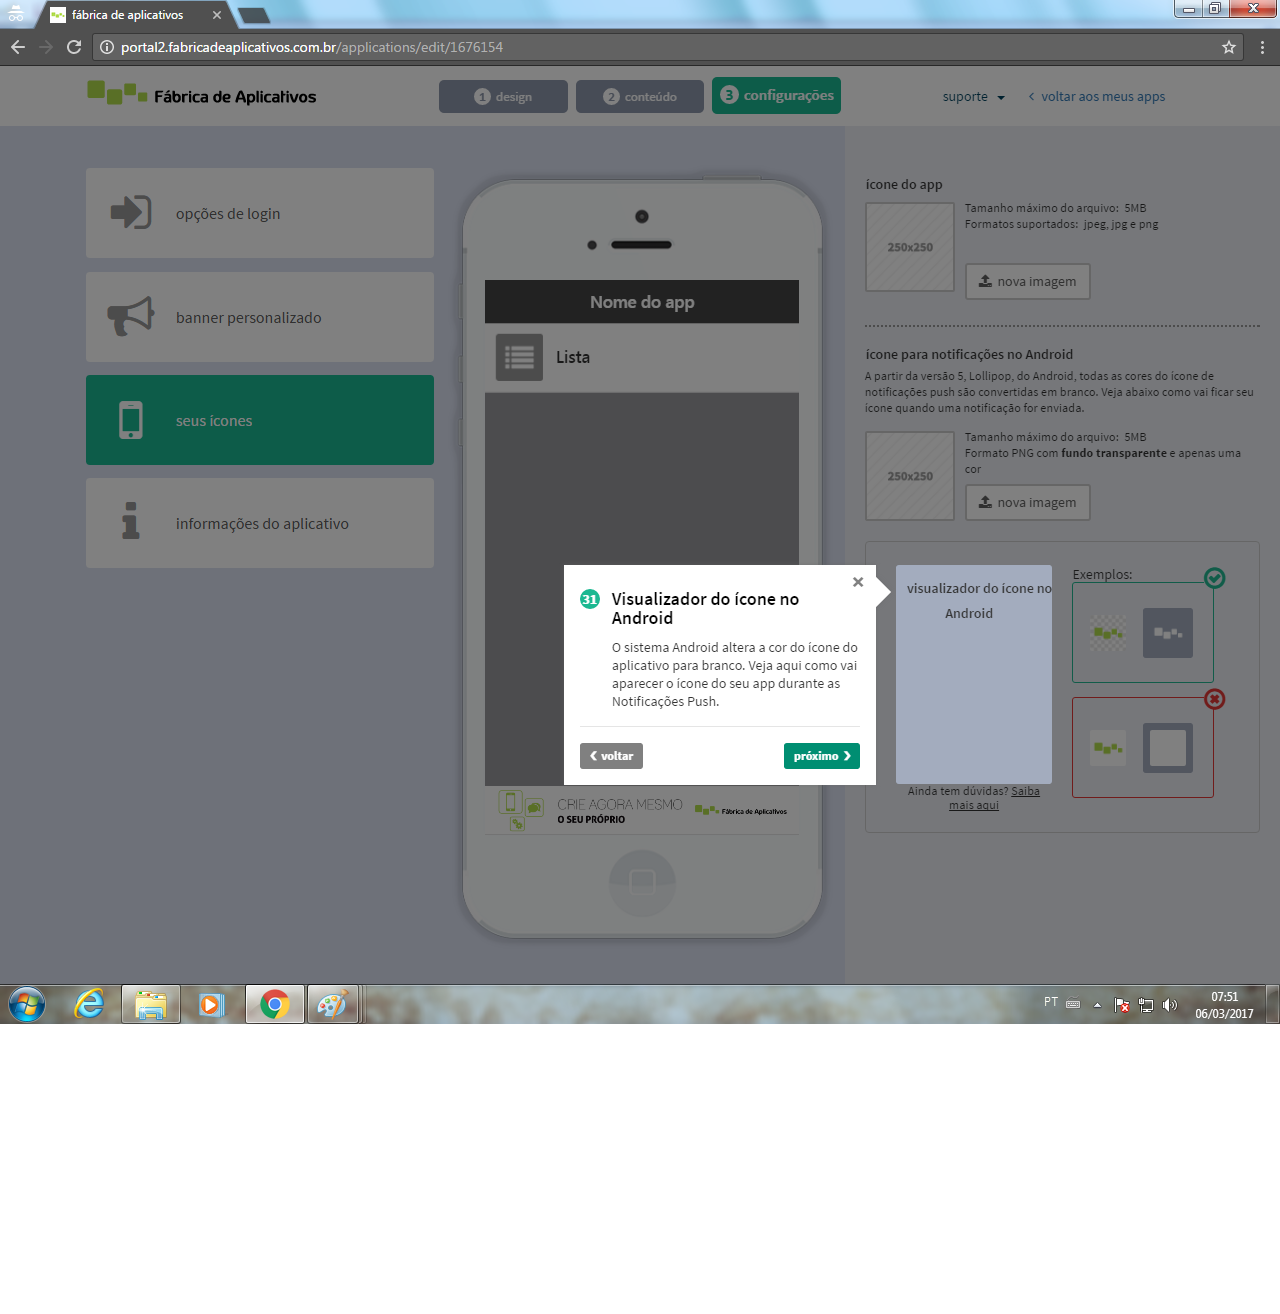 fábrica de aplicativos
portal2.fabricadeaplicativos.com.br/applications/edit/1676154
Fábrica de Aplicativos
1 design
2 conteúdo
3 configurações
suporte
voltar aos meus apps
opções de login
banner personalizado
seus ícones
informações do aplicativo
Nome do app
Lista
CRIE AGORA MESMO
O SEU PRÓPRIO
Fábrica de Aplicativos
31 Visualizador do ícone no
Android
O sistema Android altera a cor do ícone do
aplicativo para branco. Veja aqui como vai
aparecer o ícone do seu app durante as
Notificações Push.
voltar
próximo
ícone do app
250x250
Tamanho máximo do arquivo: 5MB
Formatos suportados: jpeg, jpg e png
nova imagem
ícone para notificações no Android
A partir da versão 5, Lollipop, do Android, todas as cores do ícone de
notificações push são convertidas em branco. Veja abaixo como vai ficar seu
ícone quando uma notificação for enviada.
250x250
Tamanho máximo do arquivo: 5MB
Formato PNG com fundo transparente e apenas uma
cor
nova imagem
visualizador do ícone no
Android
Ainda tem dúvidas? Saiba
mais aqui
Exemplos:
PT
07:51
06/03/2017